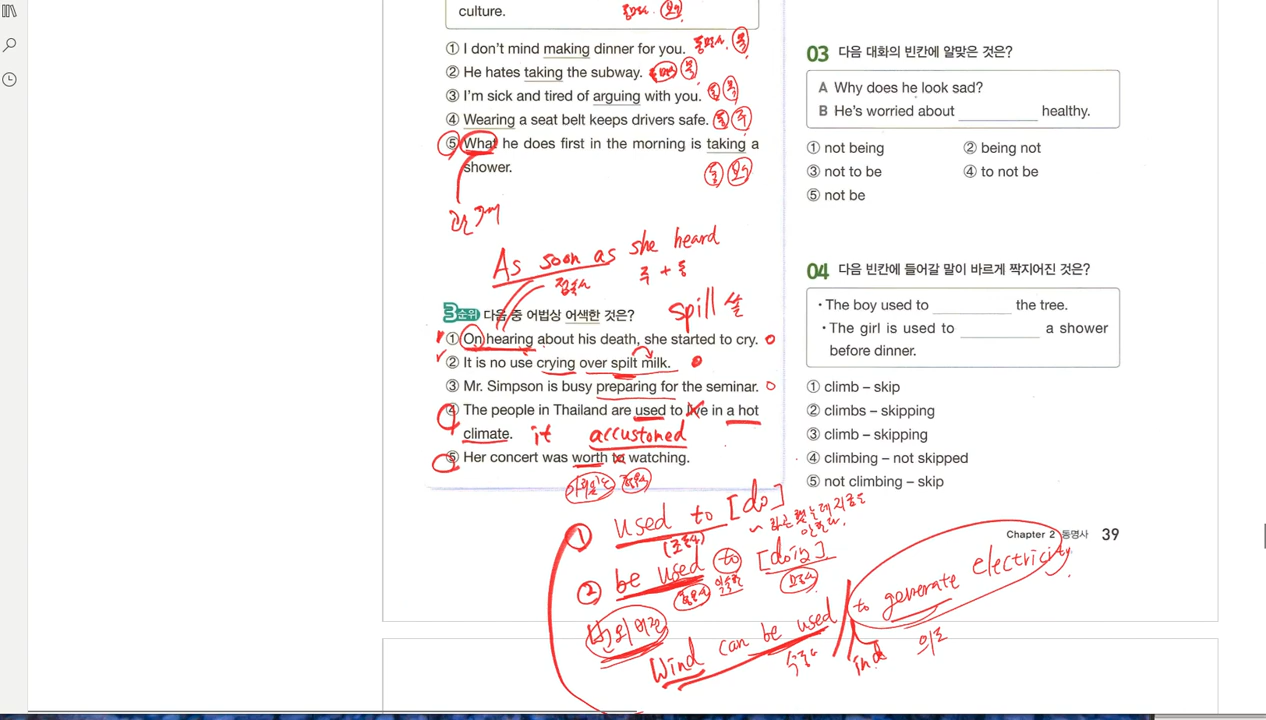 culture.
① I don't mind making dinner for you.
② He hates taking the subway.
③ I'm sick and tired of arguing with you.
④ Wearing a seat belt keeps drivers safe.
⑤ What he does first in the morning is taking a
shower.
As soon as she heard
주 + 동
접속사
spill
3순위 다음 중 어법상 어색한 것은?
① On hearing about his death, she started to cry.
② It is no use crying over spilt milk.
③ Mr. Simpson is busy preparing for the seminar.
④ The people in Thailand are used to live in a hot
climate. it accustoned
⑤ Her concert was worth to watching.
① used to [do]
(조동사)
② be used to [doing]
Wind can be used to generate electricity
03 다음 대화의 빈칸에 알맞은 것은?
A Why does he look sad?
B He's worried about ____________ healthy.
① not being ② being not
③ not to be ④ to not be
⑤ not be
04 다음 빈칸에 들어갈 말이 바르게 짝지어진 것은?
• The boy used to ____________ the tree.
• The girl is used to ____________ a shower
before dinner.
① climb – skip
② climbs – skipping
③ climb – skipping
④ climbing – not skipped
⑤ not climbing – skip
Chapter 2 동명사 39